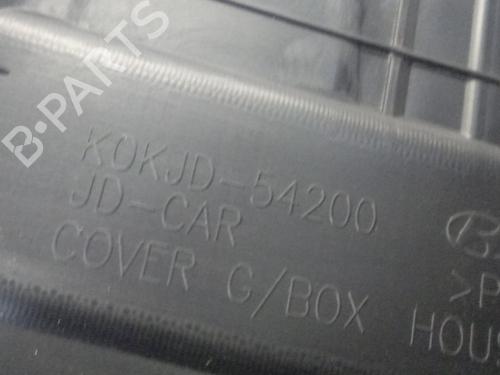 B-PARTS
K0KJD-54200
JD-CAR
COVER G/BOX
>P
HOUS